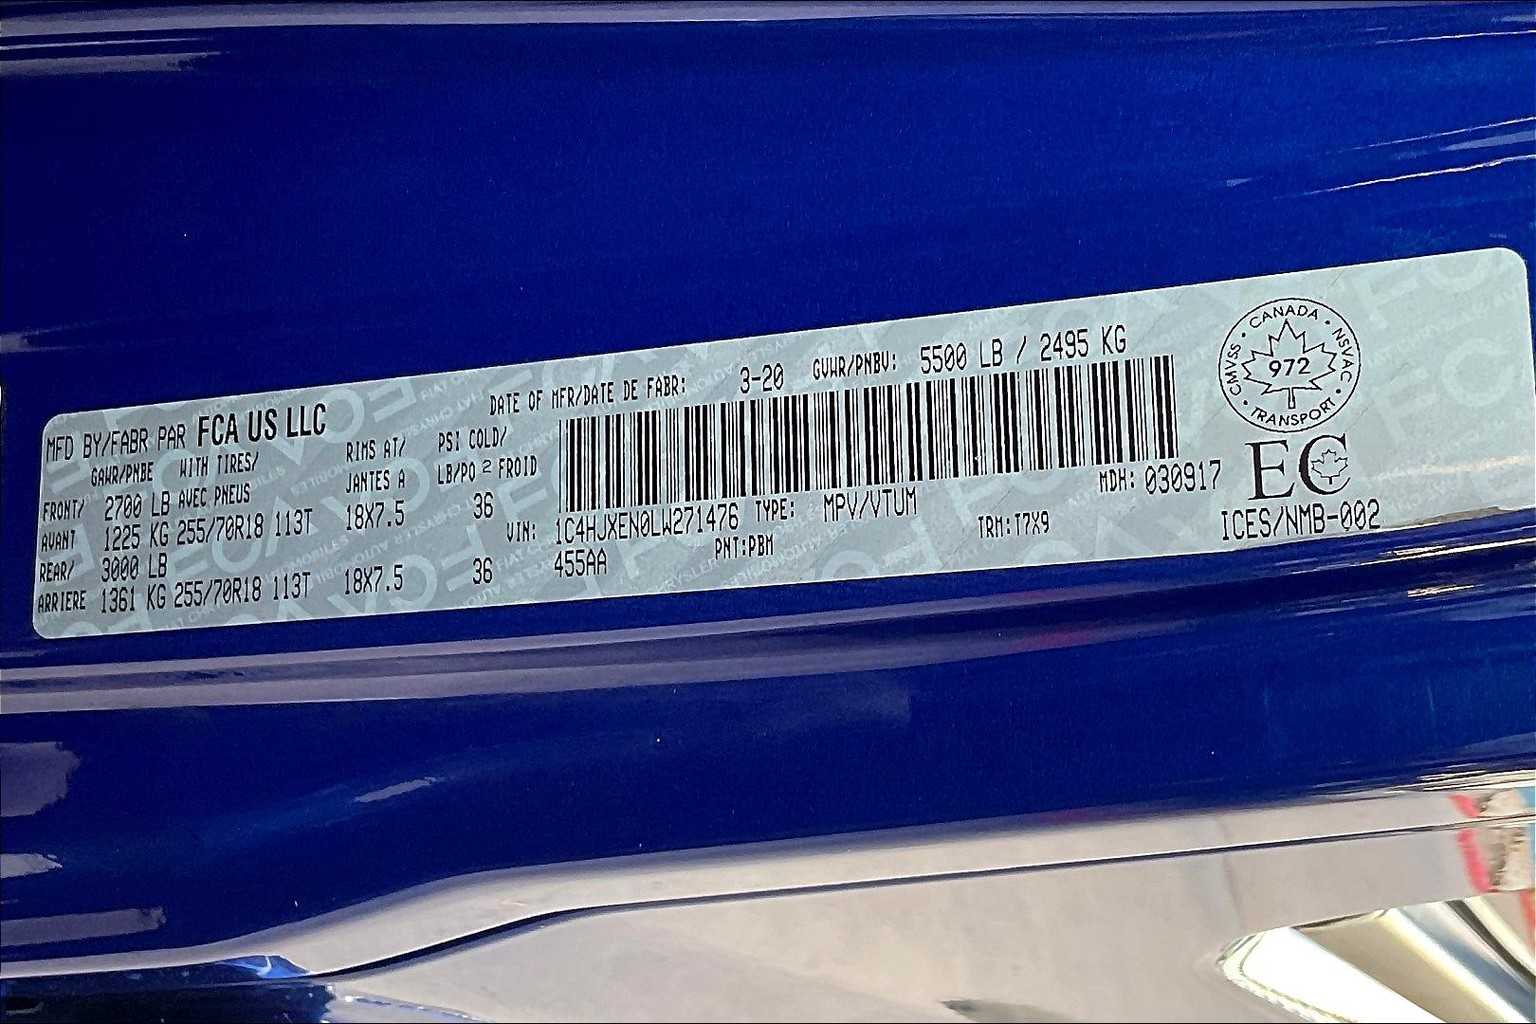 MFD BY/FABR PAR FCA US LLC
DATE OF MFR/DATE DE FABR: 3-20 GVWR/PNBV: 5500 LB / 2495 KG
GAWR/PNBE WITH TIRES/ RIMS AT/ PSI COLD/
AVEC PNEUS JANTES A LB/PO 2 FROID
FRONT/ 2700 LB
AVANT 1225 KG 255/70R18 113T 18X7.5 36
REAR/ 3000 LB
ARRIERE 1361 KG 255/70R18 113T 18X7.5 36
VIN: 1C4HJXEN0LW271476 TYPE: MPV/VTUM
MDH: 030917
455AA PNT:PBM TRM:T7X9
CANADA
CMVSS 972 NSVAC
TRANSPORT
EC
ICES/NMB-002